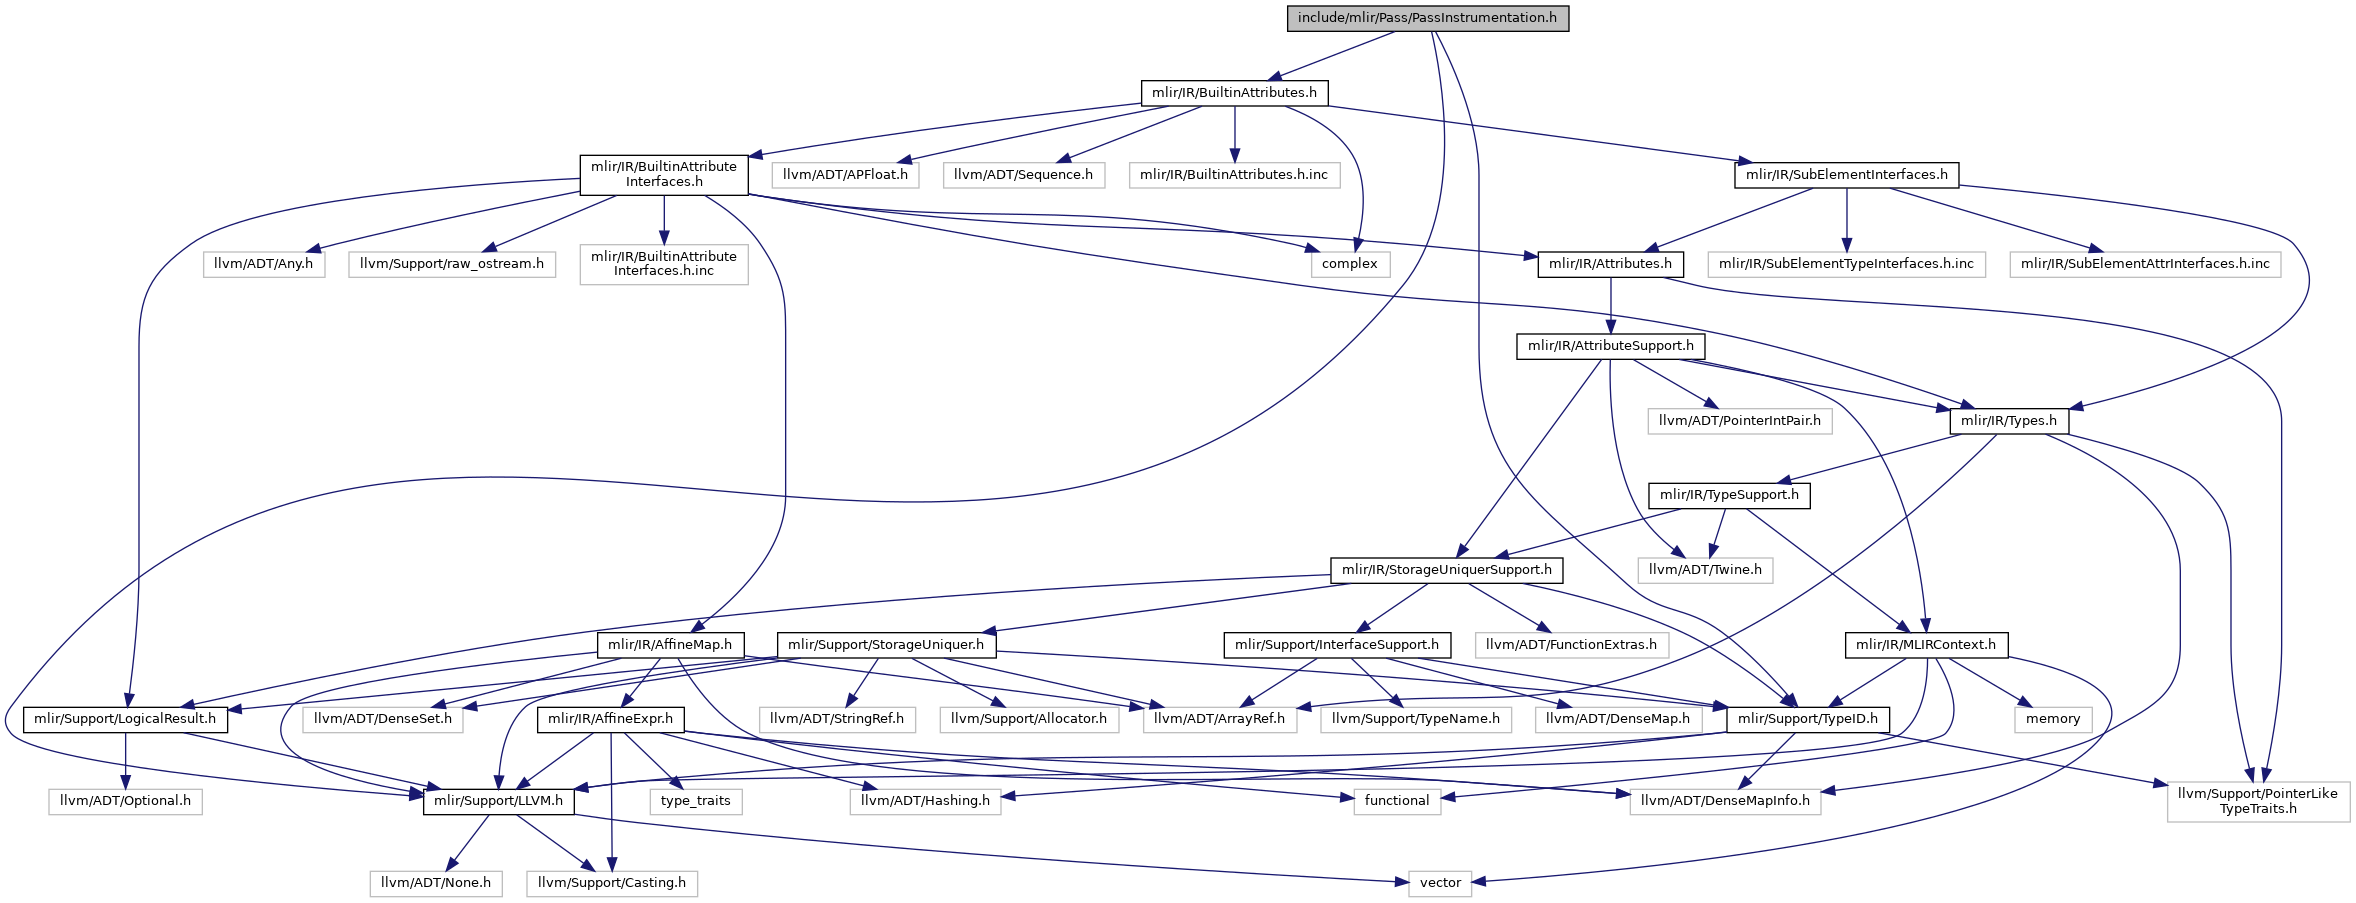 include/mlir/Pass/PassInstrumentation.h
mlir/IR/BuiltinAttributes.h
mlir/IR/BuiltinAttribute
Interfaces.h
llvm/ADT/APFloat.h
llvm/ADT/Sequence.h
mlir/IR/BuiltinAttributes.h.inc
mlir/IR/SubElementInterfaces.h
llvm/ADT/Any.h
llvm/Support/raw_ostream.h
mlir/IR/BuiltinAttribute
Interfaces.h.inc
complex
mlir/IR/Attributes.h
mlir/IR/SubElementTypeInterfaces.h.inc
mlir/IR/SubElementAttrInterfaces.h.inc
mlir/IR/AttributeSupport.h
llvm/ADT/PointerIntPair.h
mlir/IR/Types.h
mlir/IR/TypeSupport.h
mlir/IR/StorageUniquerSupport.h
llvm/ADT/Twine.h
mlir/IR/AffineMap.h
mlir/Support/StorageUniquer.h
mlir/Support/InterfaceSupport.h
llvm/ADT/FunctionExtras.h
mlir/IR/MLIRContext.h
mlir/Support/LogicalResult.h
llvm/ADT/DenseSet.h
mlir/IR/AffineExpr.h
llvm/ADT/StringRef.h
llvm/Support/Allocator.h
llvm/ADT/ArrayRef.h
llvm/Support/TypeName.h
llvm/ADT/DenseMap.h
mlir/Support/TypeID.h
memory
llvm/ADT/Optional.h
mlir/Support/LLVM.h
type_traits
llvm/ADT/Hashing.h
functional
llvm/ADT/DenseMapInfo.h
llvm/Support/PointerLike
TypeTraits.h
llvm/ADT/None.h
llvm/Support/Casting.h
vector